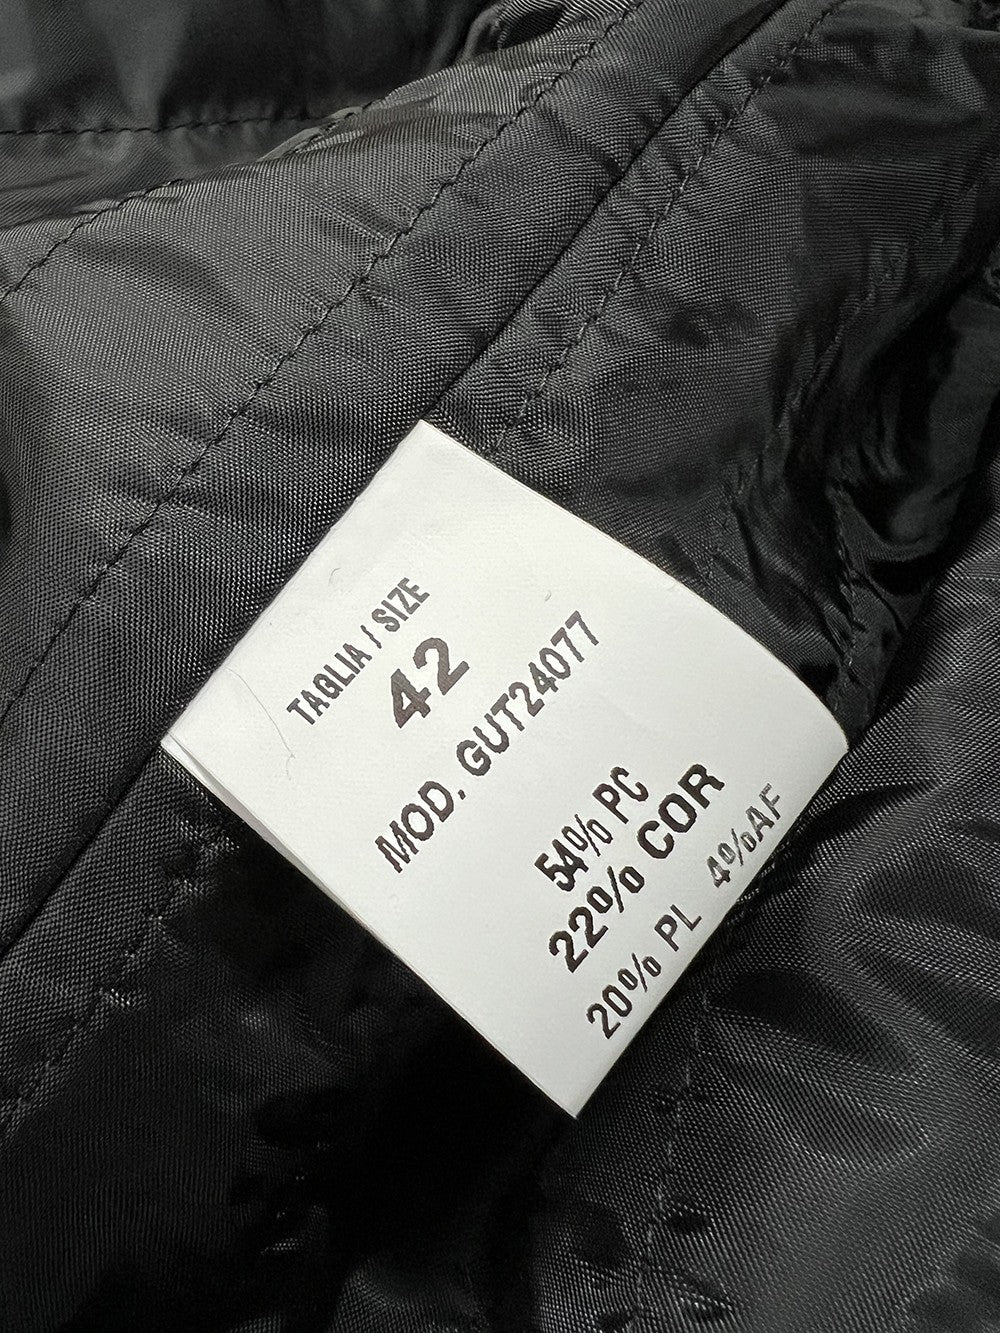 TAGLIA / SIZE
42
MOD. GUT24077
54% PC
22% COR
20% PL 4%AF